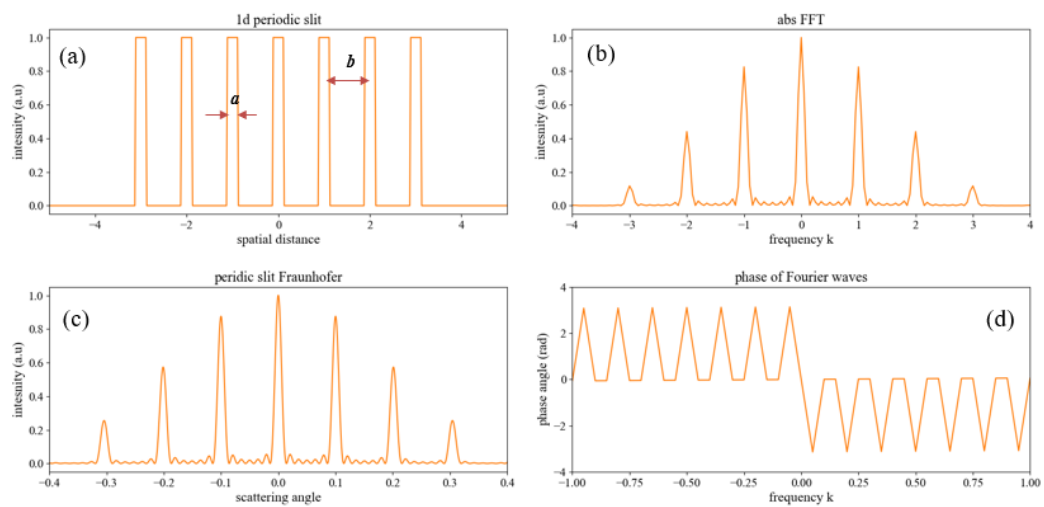 1d periodic slit
(a)
a
b
intesnity (a.u)
1.0
0.8
0.6
0.4
0.2
0.0
−4 −2 0 2 4
spatial distance
abs FFT
(b)
intesnity (a.u)
1.0
0.8
0.6
0.4
0.2
0.0
−4 −3 −2 −1 0 1 2 3 4
frequency k
peridic slit Fraunhofer
(c)
intesnity (a.u)
1.0
0.8
0.6
0.4
0.2
0.0
−0.4 −0.3 −0.2 −0.1 0.0 0.1 0.2 0.3 0.4
scattering angle
phase of Fourier waves
(d)
phase angle (rad)
4
2
0
−2
−4
−1.00 −0.75 −0.50 −0.25 0.00 0.25 0.50 0.75 1.00
frequency k